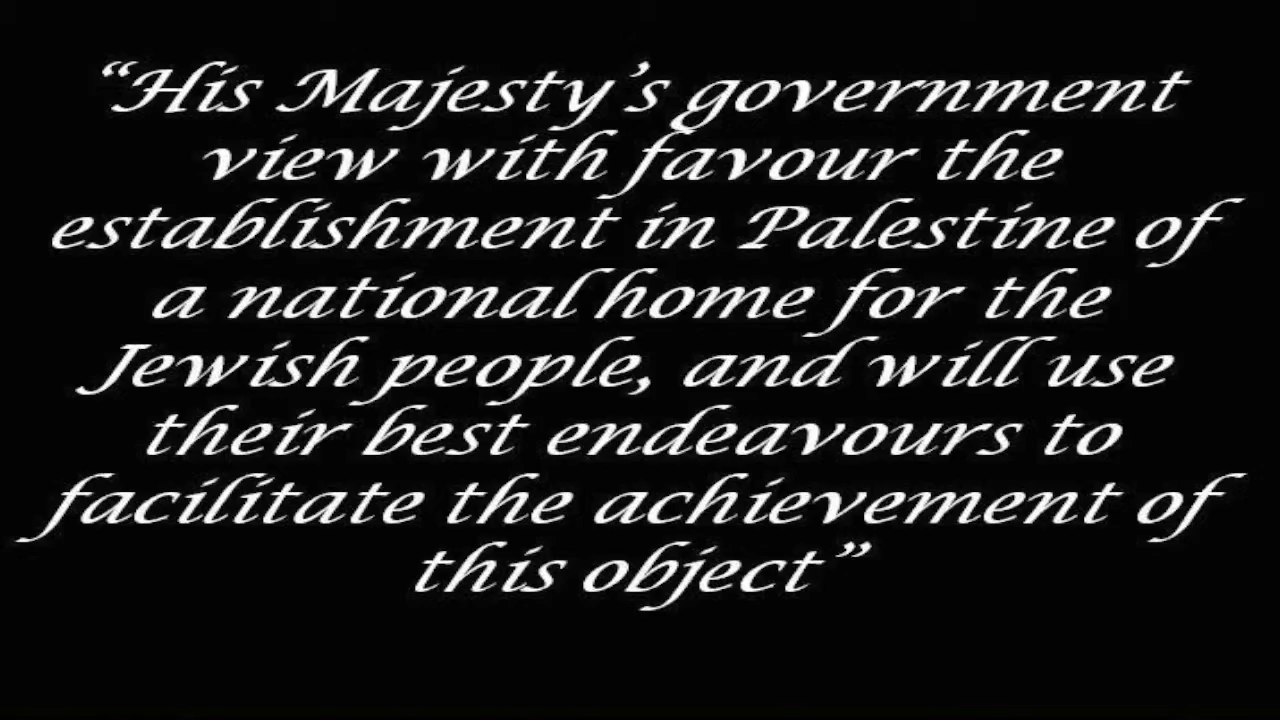 “His Majesty’s government
view with favour the
establishment in Palestine of
a national home for the
Jewish people, and will use
their best endeavours to
facilitate the achievement of
this object”